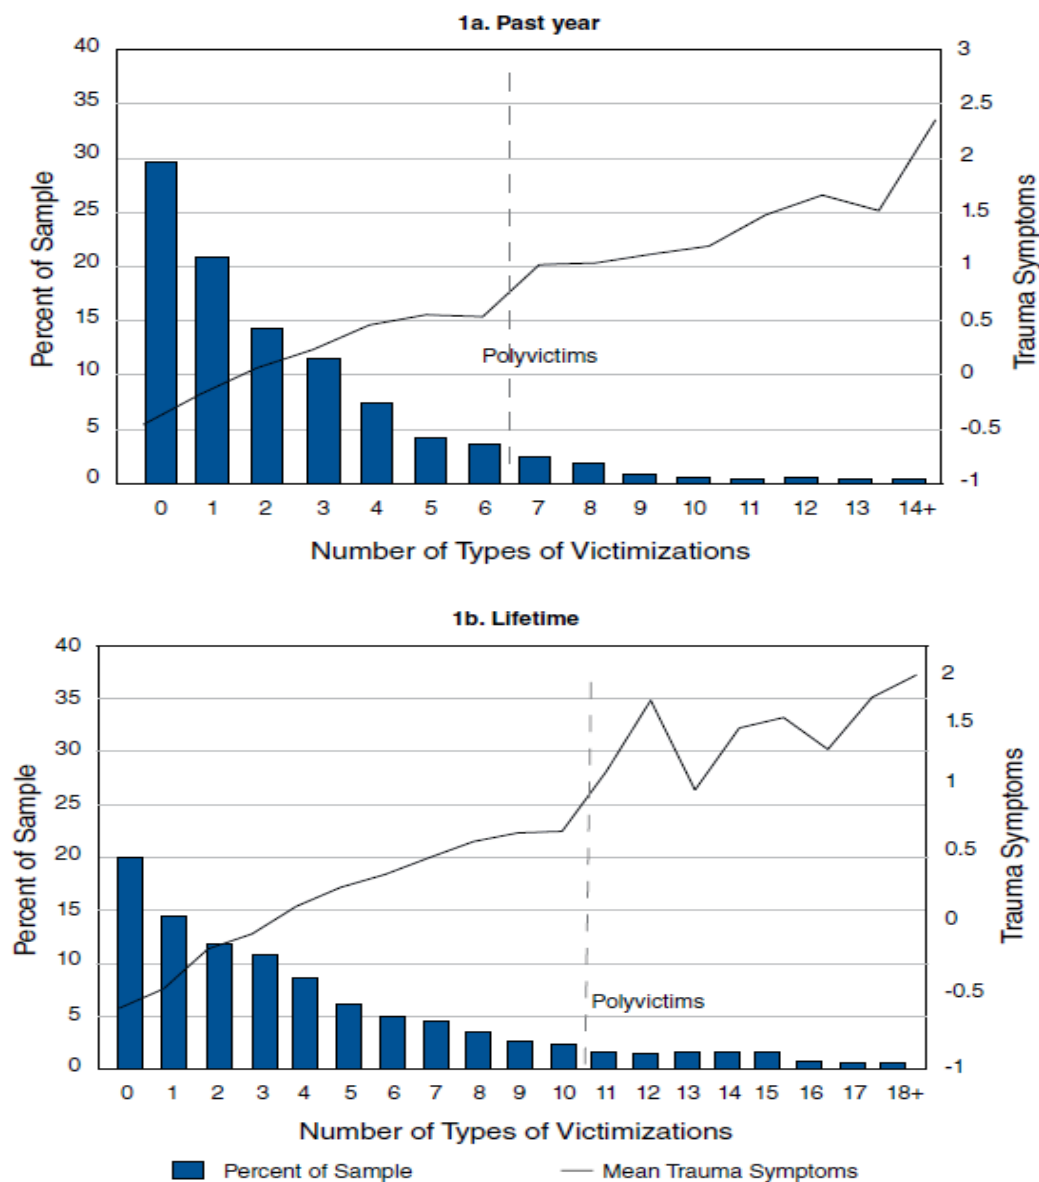 1a. Past year
40
35
30
25
20
15
10
5
0
Percent of Sample
3
2.5
2
1.5
1
0.5
0
-0.5
-1
Trauma Symptoms
Polyvictims
0 1 2 3 4 5 6 7 8 9 10 11 12 13 14+
Number of Types of Victimizations
1b. Lifetime
40
35
30
25
20
15
10
5
0
Percent of Sample
2
1.5
1
0.5
0
-0.5
-1
Trauma Symptoms
Polyvictims
0 1 2 3 4 5 6 7 8 9 10 11 12 13 14 15 16 17 18+
Number of Types of Victimizations
Percent of Sample Mean Trauma Symptoms